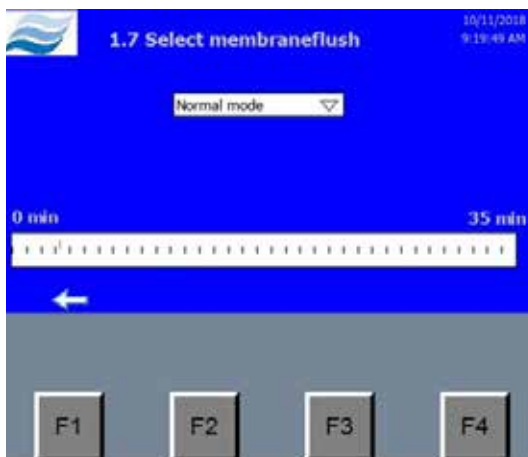 10/11/2018
1.7 Select membraneflush
9:19:49 AM
Normal mode
0 min
35 min
F1
F2
F3
F4